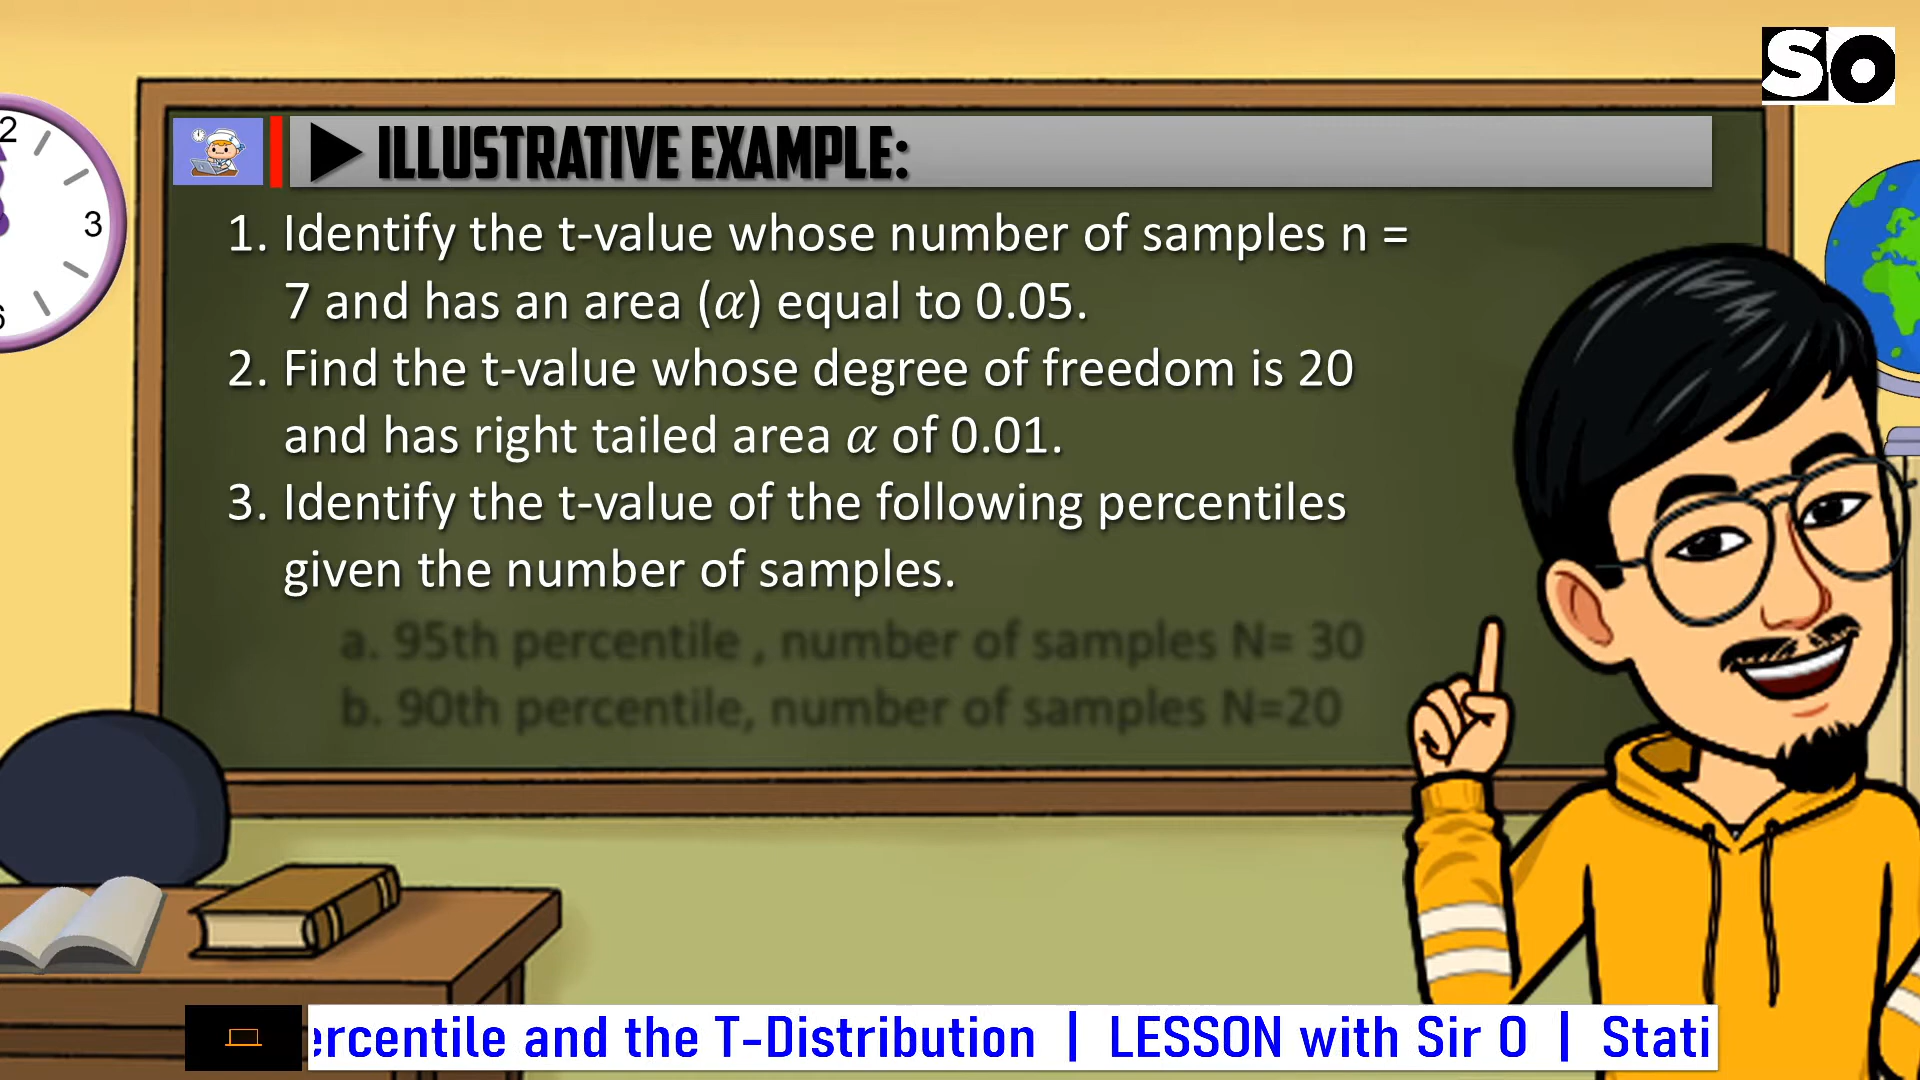 SO
ILLUSTRATIVE EXAMPLE:
1. Identify the t-value whose number of samples n =
7 and has an area (α) equal to 0.05.
2. Find the t-value whose degree of freedom is 20
and has right tailed area α of 0.01.
3. Identify the t-value of the following percentiles
given the number of samples.
a. 95th percentile , number of samples N= 30
b. 90th percentile, number of samples N=20
2
3
6
ercentile and the T-Distribution | LESSON with Sir O | Stati